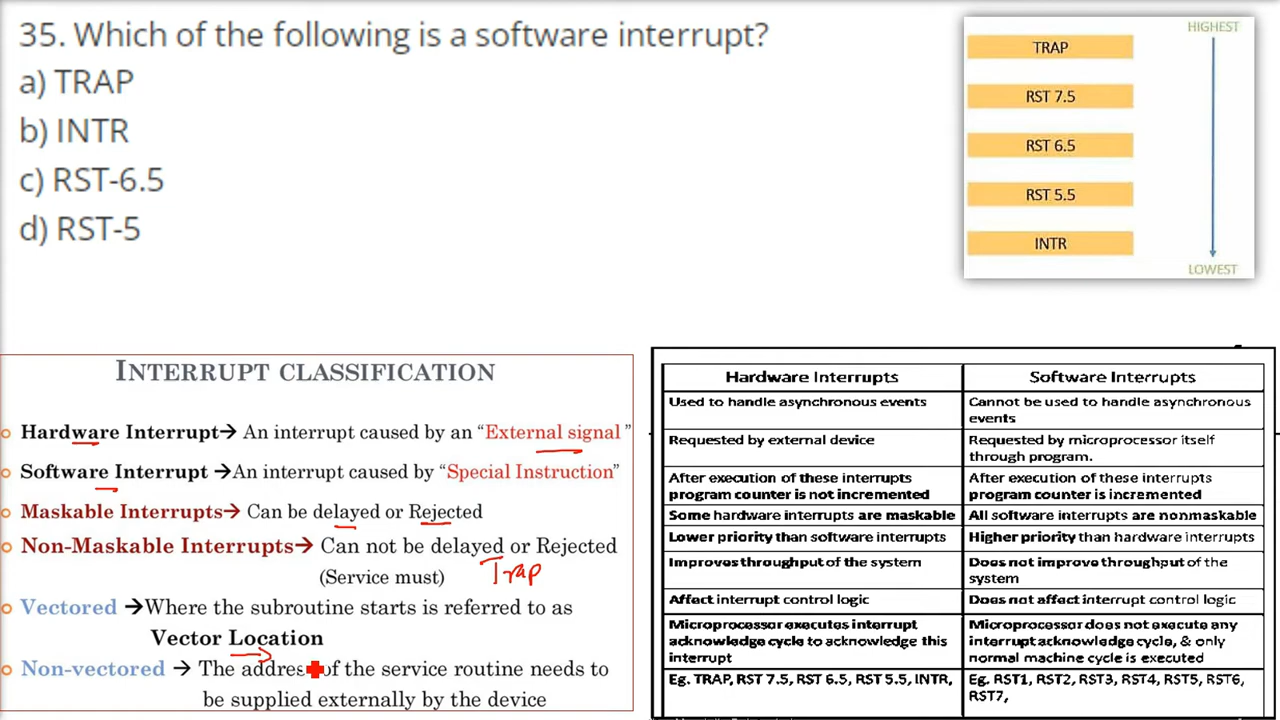 35. Which of the following is a software interrupt?
a) TRAP
b) INTR
c) RST-6.5
d) RST-5
HIGHEST
TRAP
RST 7.5
RST 6.5
RST 5.5
INTR
LOWEST
INTERRUPT CLASSIFICATION
Hardware Interrupt→ An interrupt caused by an “External signal”
Software Interrupt →An interrupt caused by “Special Instruction”
Maskable Interrupts→ Can be delayed or Rejected
Non-Maskable Interrupts→ Can not be delayed or Rejected
(Service must) Trap
Vectored →Where the subroutine starts is referred to as
Vector Location
Non-vectored → The addres of the service routine needs to
be supplied externally by the device
Hardware Interrupts
Software Interrupts
Used to handle asynchronous events
Cannot be used to handle asynchronous
events
Requested by external device
Requested by microprocessor itself
through program.
After execution of these interrupts
program counter is not incremented
After execution of these interrupts
program counter is incremented
Some hardware interrupts are maskable
All software interrupts are nonmaskable
Lower priority than software interrupts
Higher priority than hardware interrupts
Improves throughput of the system
Does not improve throughput of the
system
Affect interrupt control logic
Does not affect interrupt control logic
Microprocessor executes interrupt
acknowledge cycle to acknowledge this
interrupt
Microprocessor does not execute any
interrupt acknowledge cycle, & only
normal machine cycle is executed
Eg. TRAP, RST 7.5, RST 6.5, RST 5.5, INTR,
Eg. RST1, RST2, RST3, RST4, RST5, RST6,
RST7,